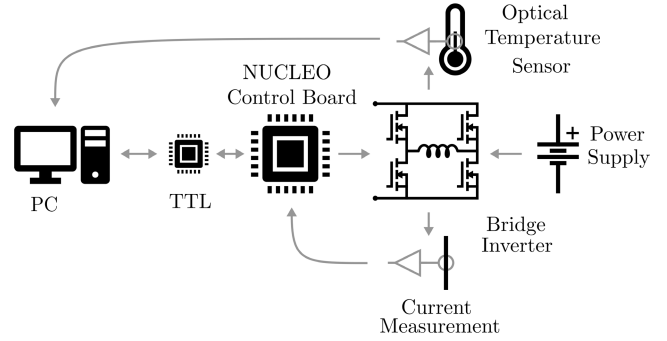 Optical
Temperature
Sensor
NUCLEO
Control Board
+
Power
Supply
PC
TTL
Bridge
Inverter
Current
Measurement